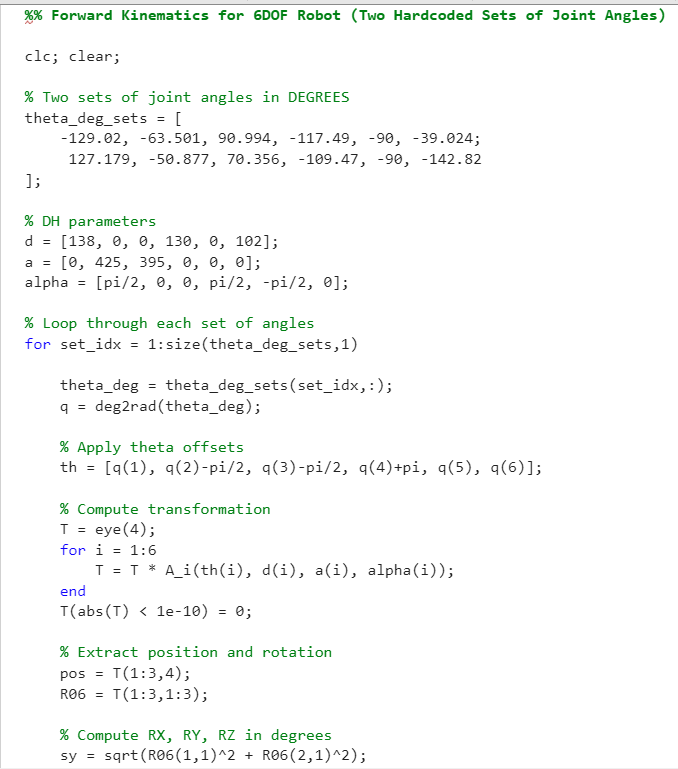 %% Forward Kinematics for 6DOF Robot (Two Hardcoded Sets of Joint Angles)
clc; clear;
% Two sets of joint angles in DEGREES
theta_deg_sets = [
-129.02, -63.501, 90.994, -117.49, -90, -39.024;
127.179, -50.877, 70.356, -109.47, -90, -142.82
];
% DH parameters
d = [138, 0, 0, 130, 0, 102];
a = [0, 425, 395, 0, 0, 0];
alpha = [pi/2, 0, 0, pi/2, -pi/2, 0];
% Loop through each set of angles
for set_idx = 1:size(theta_deg_sets,1)
theta_deg = theta_deg_sets(set_idx,:);
q = deg2rad(theta_deg);
% Apply theta offsets
th = [q(1), q(2)-pi/2, q(3)-pi/2, q(4)+pi, q(5), q(6)];
% Compute transformation
T = eye(4);
for i = 1:6
T = T * A_i(th(i), d(i), a(i), alpha(i));
end
T(abs(T) < 1e-10) = 0;
% Extract position and rotation
pos = T(1:3,4);
R06 = T(1:3,1:3);
% Compute RX, RY, RZ in degrees
sy = sqrt(R06(1,1)^2 + R06(2,1)^2);